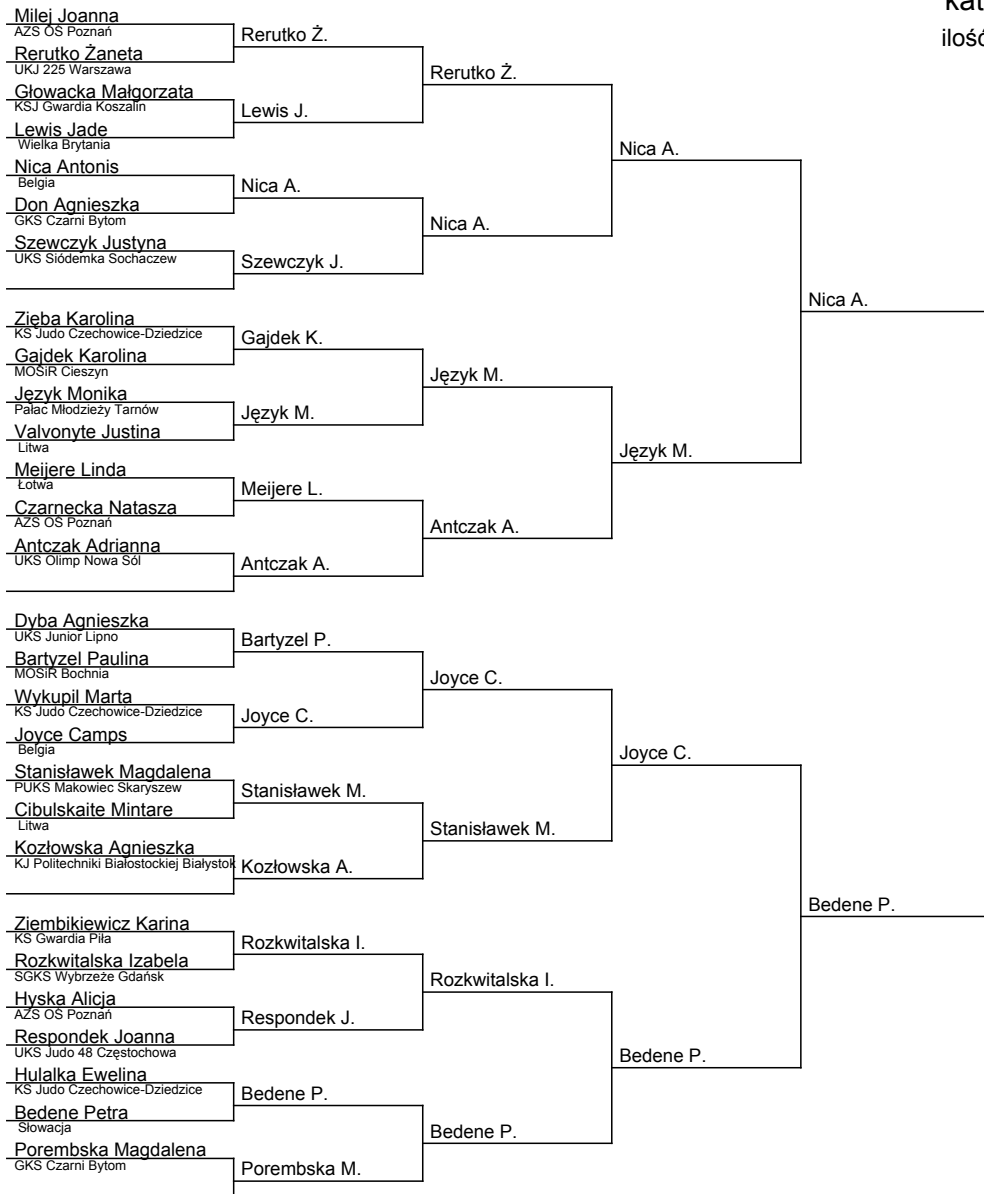 kat
ilość
Milej Joanna
AZS OŚ Poznań
Rerutko Żaneta
UKJ 225 Warszawa
Głowacka Małgorzata
KSJ Gwardia Koszalin
Lewis Jade
Wielka Brytania
Nica Antonis
Belgia
Don Agnieszka
GKS Czarni Bytom
Szewczyk Justyna
UKS Siódemka Sochaczew
Zięba Karolina
KS Judo Czechowice-Dziedzice
Gajdek Karolina
MOSiR Cieszyn
Język Monika
Pałac Młodzieży Tarnów
Valvonyte Justina
Litwa
Meijere Linda
Łotwa
Czarnecka Natasza
AZS OŚ Poznań
Antczak Adrianna
UKS Olimp Nowa Sól
Dyba Agnieszka
UKS Junior Lipno
Bartyzel Paulina
MOSiR Bochnia
Wykupil Marta
KS Judo Czechowice-Dziedzice
Joyce Camps
Belgia
Stanisławek Magdalena
PUKS Makowiec Skaryszew
Cibulskaite Mintare
Litwa
Kozłowska Agnieszka
KJ Politechniki Białostockiej Białystok
Ziembikiewicz Karina
KS Gwardia Piła
Rozkwitalska Izabela
SGKS Wybrzeże Gdańsk
Hyska Alicja
AZS OŚ Poznań
Respondek Joanna
UKS Judo 48 Częstochowa
Hulalka Ewelina
KS Judo Czechowice-Dziedzice
Bedene Petra
Słowacja
Porembska Magdalena
GKS Czarni Bytom
Rerutko Ż.
Lewis J.
Nica A.
Szewczyk J.
Gajdek K.
Język M.
Meijere L.
Antczak A.
Bartyzel P.
Joyce C.
Stanisławek M.
Kozłowska A.
Rozkwitalska I.
Respondek J.
Bedene P.
Porembska M.
Rerutko Ż.
Nica A.
Język M.
Antczak A.
Joyce C.
Stanisławek M.
Rozkwitalska I.
Bedene P.
Nica A.
Język M.
Joyce C.
Bedene P.
Nica A.
Bedene P.